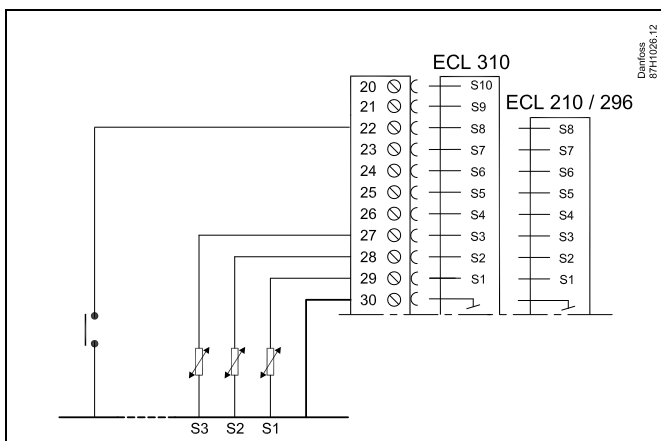 Danfoss
87H1026.12
ECL 310
ECL 210 / 296
20 S10
21 S9
22 S8 S8
23 S7 S7
24 S6 S6
25 S5 S5
26 S4 S4
27 S3 S3
28 S2 S2
29 S1 S1
30
S3 S2 S1